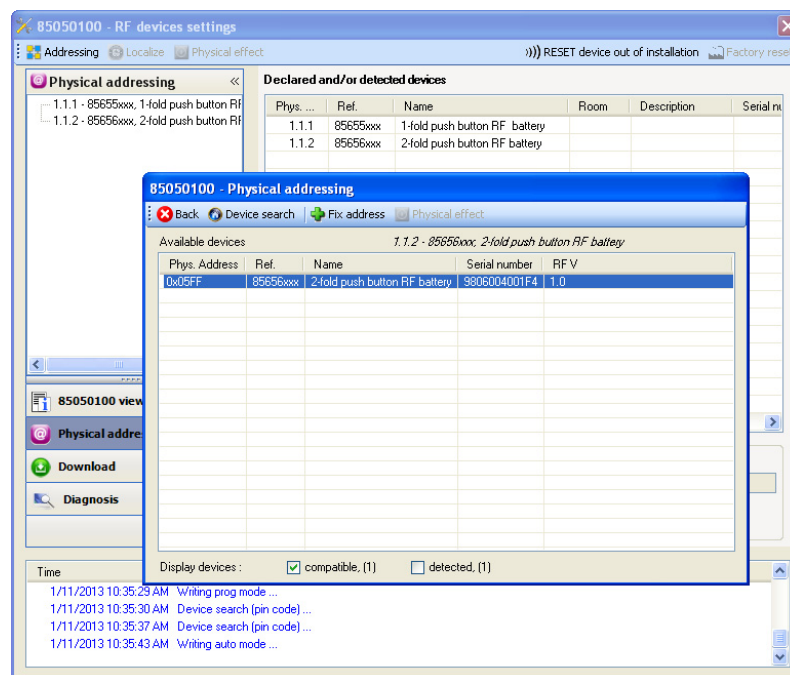 85050100 - RF devices settings
Addressing Localize Physical effect )))) RESET device out of installation Factory rese
Physical addressing « Declared and/or detected devices
Phys. ... Ref. Name Room Description Serial nu
1.1.1 - 85655xxx, 1-fold push button RF
1.1.2 - 85656xxx, 2-fold push button RF
1.1.1 85655xxx 1-fold push button RF battery
1.1.2 85656xxx 2-fold push button RF battery
85050100 - Physical addressing
Back Device search Fix address Physical effect
Available devices 1.1.2 - 85656xxx, 2-fold push button RF battery
Phys. Address Ref. Name Serial number RF V
0x05FF 85656xxx 2-fold push button RF battery 9806004001F4 1.0
Display devices : compatible, (1) detected, (1)
85050100 view
Physical addre
Download
Diagnosis
Time
1/11/2013 10:35:29 AM Writing prog mode ...
1/11/2013 10:35:30 AM Device search (pin code) ...
1/11/2013 10:35:37 AM Device search (pin code) ...
1/11/2013 10:35:43 AM Writing auto mode ...